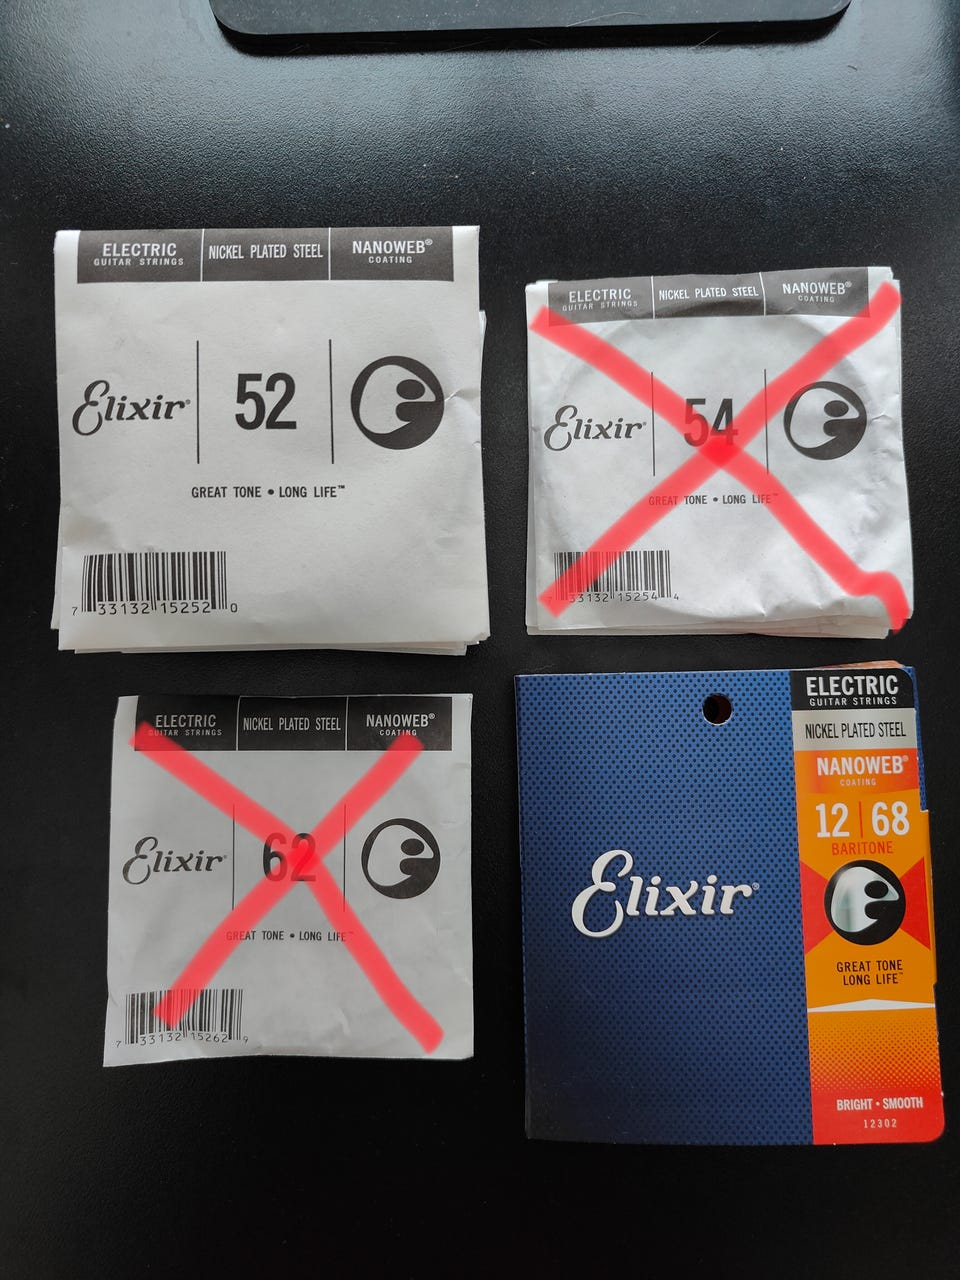 ELECTRIC
GUITAR STRINGS
NICKEL PLATED STEEL
NANOWEB®
COATING
Elixir®
52
GREAT TONE • LONG LIFE™
7 33132 15252 0
ELECTRIC
GUITAR STRINGS
NICKEL PLATED STEEL
NANOWEB®
COATING
Elixir®
54
GREAT TONE • LONG LIFE™
7 33132 15254 4
ELECTRIC
GUITAR STRINGS
NICKEL PLATED STEEL
NANOWEB®
COATING
Elixir®
62
GREAT TONE • LONG LIFE™
7 33132 15262 9
Elixir®
ELECTRIC
GUITAR STRINGS
NICKEL PLATED STEEL
NANOWEB®
COATING
12 | 68
BARITONE
GREAT TONE
LONG LIFE™
BRIGHT • SMOOTH
12302